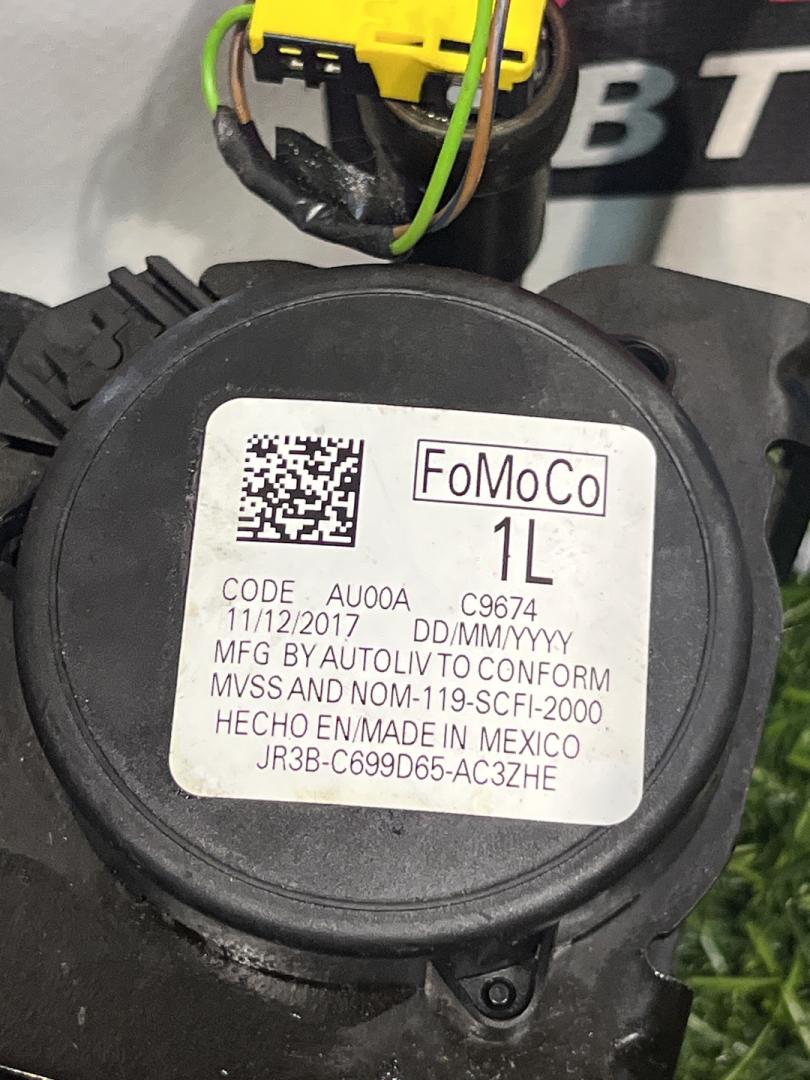 BT
FoMoCo
1L
CODE AU00A C9674
11/12/2017 DD/MM/YYYY
MFG BY AUTOLIV TO CONFORM
MVSS AND NOM-119-SCFI-2000
HECHO EN/MADE IN MEXICO
JR3B-C699D65-AC3ZHE